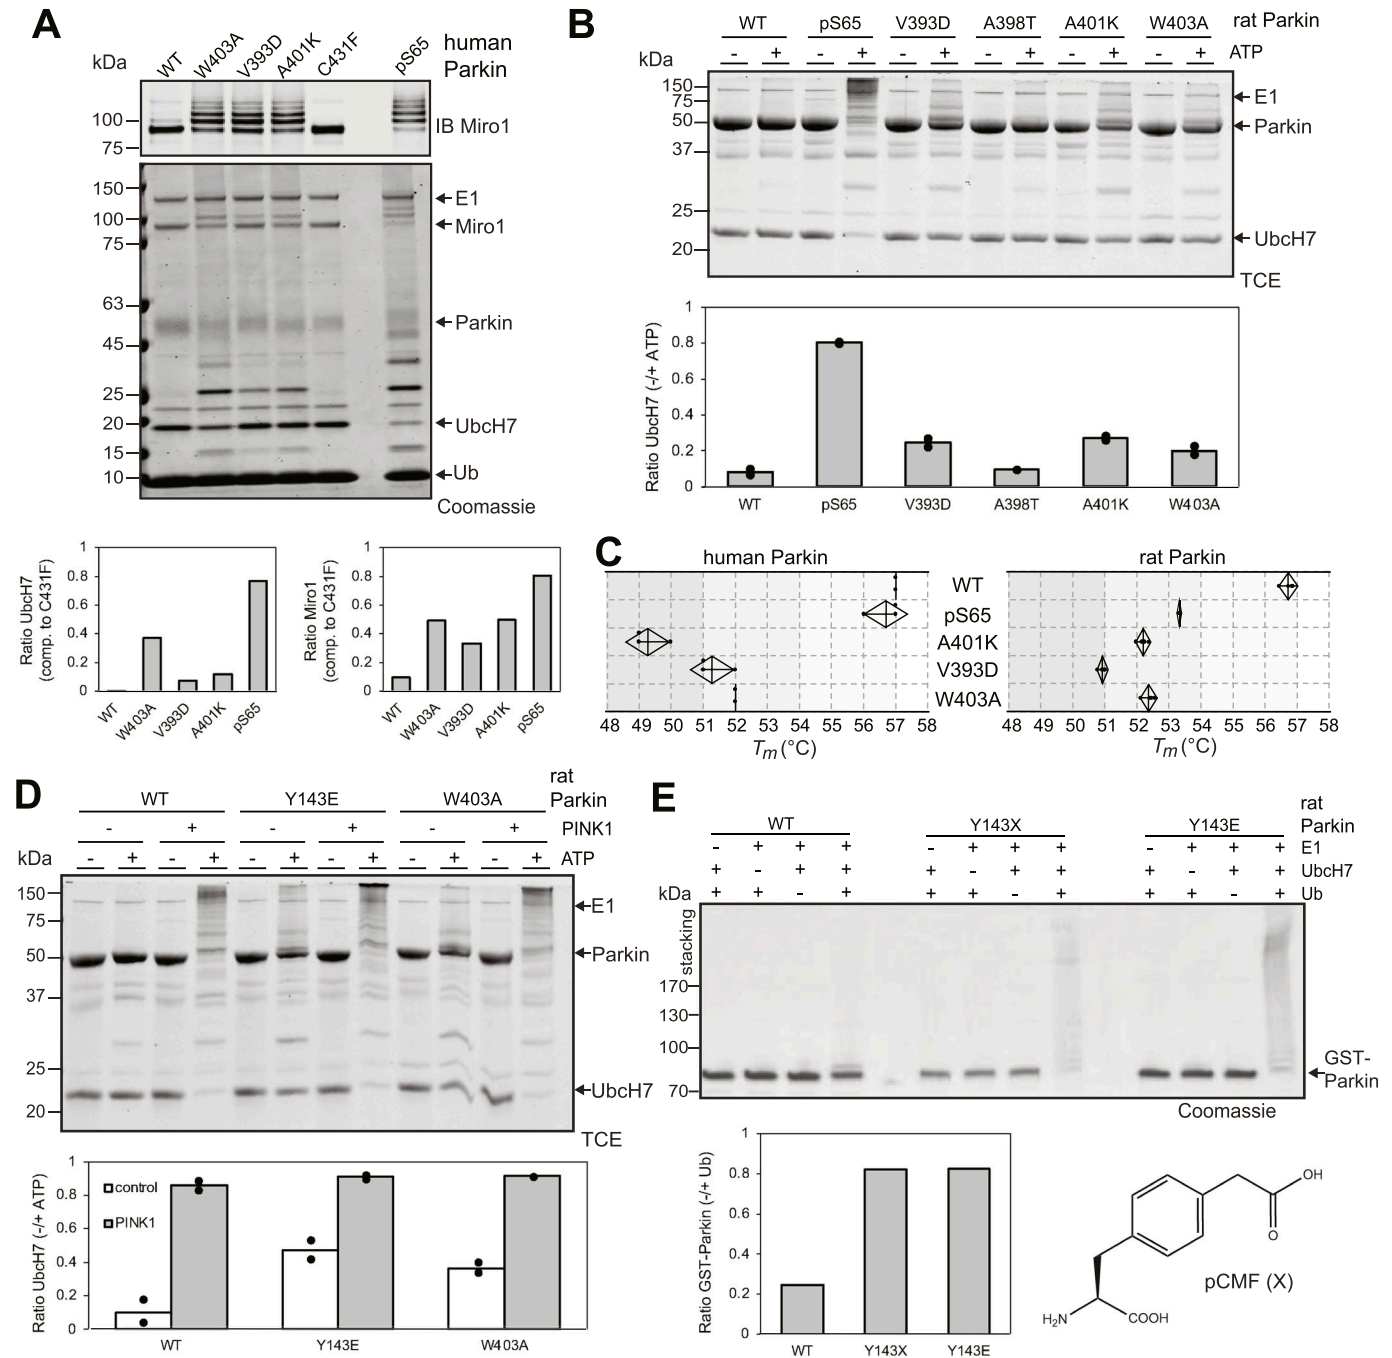 A
WT
W403A
V393D
A401K
C431F
pS65
human
Parkin
kDa
100
75
IB Miro1
150
100
75
63
45
25
20
15
10
E1
Miro1
Parkin
UbcH7
Ub
Coomassie
Ratio UbcH7
(comp. to C431F)
1
0.8
0.6
0.4
0.2
0
WT
W403A
V393D
A401K
pS65
Ratio Miro1
(comp. to C431F)
1
0.8
0.6
0.4
0.2
0
WT
W403A
V393D
A401K
pS65
B
WT pS65 V393D A398T A401K W403A rat Parkin
- + - + - + - + - + - + ATP
kDa
150
75
50
37
25
20
E1
Parkin
UbcH7
TCE
Ratio UbcH7 (-/+ ATP)
1
0.8
0.6
0.4
0.2
0
WT pS65 V393D A398T A401K W403A
C
human Parkin rat Parkin
WT
pS65
A401K
V393D
W403A
48 49 50 51 52 53 54 55 56 57 58
Tm (°C)
48 49 50 51 52 53 54 55 56 57 58
Tm (°C)
D
rat
Parkin
WT Y143E W403A
- + - + - + PINK1
kDa - + - + - + - + - + - + ATP
150
75
50
37
25
20
E1
Parkin
UbcH7
TCE
Ratio UbcH7 (-/+ ATP)
1
0.8
0.6
0.4
0.2
0
control
PINK1
WT Y143E W403A
E
rat
Parkin
WT Y143X Y143E
- + + + - + + + - + + + E1
+ - + + + - + + + - + + UbcH7
kDa + + - + + + - + + + - + Ub
stacking
170
130
100
70
GST-
Parkin
Coomassie
Ratio GST-Parkin (-/+ Ub)
1
0.8
0.6
0.4
0.2
0
WT Y143X Y143E
OH
O
pCMF (X)
H₂N
COOH